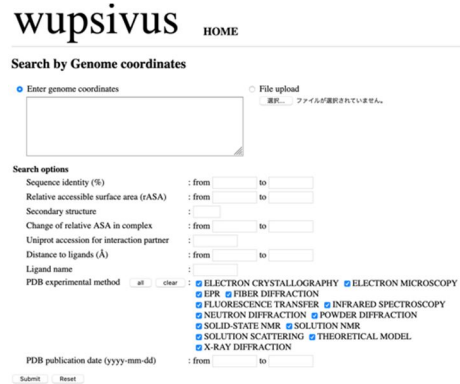 wupsivus HOME
Search by Genome coordinates
Enter genome coordinates File upload
選択... ファイルが選択されていません。
Search options
Sequence identity (%) : from to
Relative accessible surface area (rASA) : from to
Secondary structure :
Change of relative ASA in complex : from to
Uniprot accession for interaction partner :
Distance to ligands (Å) : from to
Ligand name :
PDB experimental method all clear : ELECTRON CRYSTALLOGRAPHY ELECTRON MICROSCOPY
EPR FIBER DIFFRACTION
FLUORESCENCE TRANSFER INFRARED SPECTROSCOPY
NEUTRON DIFFRACTION POWDER DIFFRACTION
SOLID-STATE NMR SOLUTION NMR
SOLUTION SCATTERING THEORETICAL MODEL
X-RAY DIFFRACTION
PDB publication date (yyyy-mm-dd) : from to
Submit Reset